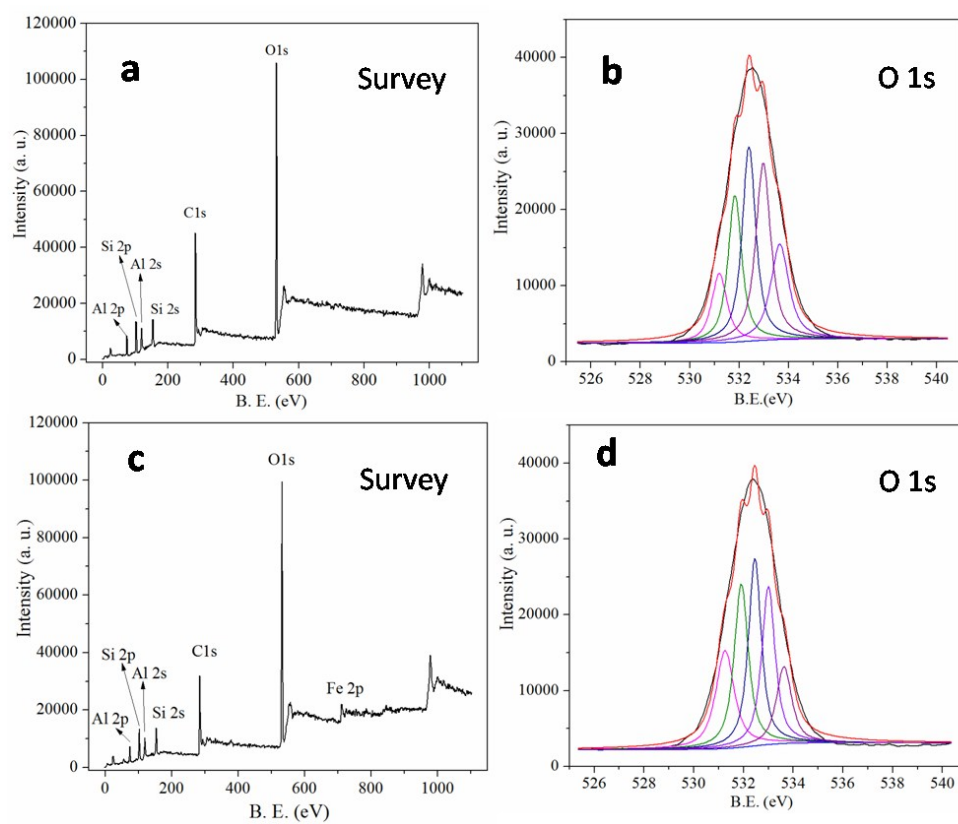 a
Survey
O1s
C1s
Si 2p
Al 2s
Al 2p
Si 2s
120000
100000
80000
60000
40000
20000
0
Intensity (a. u.)
0 200 400 600 800 1000
B. E. (eV)
b
O 1s
40000
30000
20000
10000
0
Intensity (a. u.)
526 528 530 532 534 536 538 540
B.E.(eV)
c
Survey
O1s
C1s
Si 2p
Al 2s
Al 2p
Si 2s
Fe 2p
120000
100000
80000
60000
40000
20000
0
Intensity (a. u.)
0 200 400 600 800 1000
B. E. (eV)
d
O 1s
40000
30000
20000
10000
0
Intensity (a. u.)
526 528 530 532 534 536 538 540
B.E. (eV)